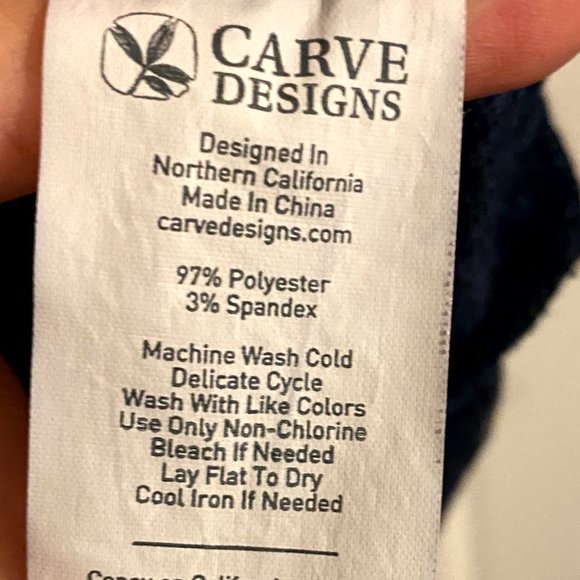 CARVE
DESIGNS
Designed In
Northern California
Made In China
carvedesigns.com
97% Polyester
3% Spandex
Machine Wash Cold
Delicate Cycle
Wash With Like Colors
Use Only Non-Chlorine
Bleach If Needed
Lay Flat To Dry
Cool Iron If Needed